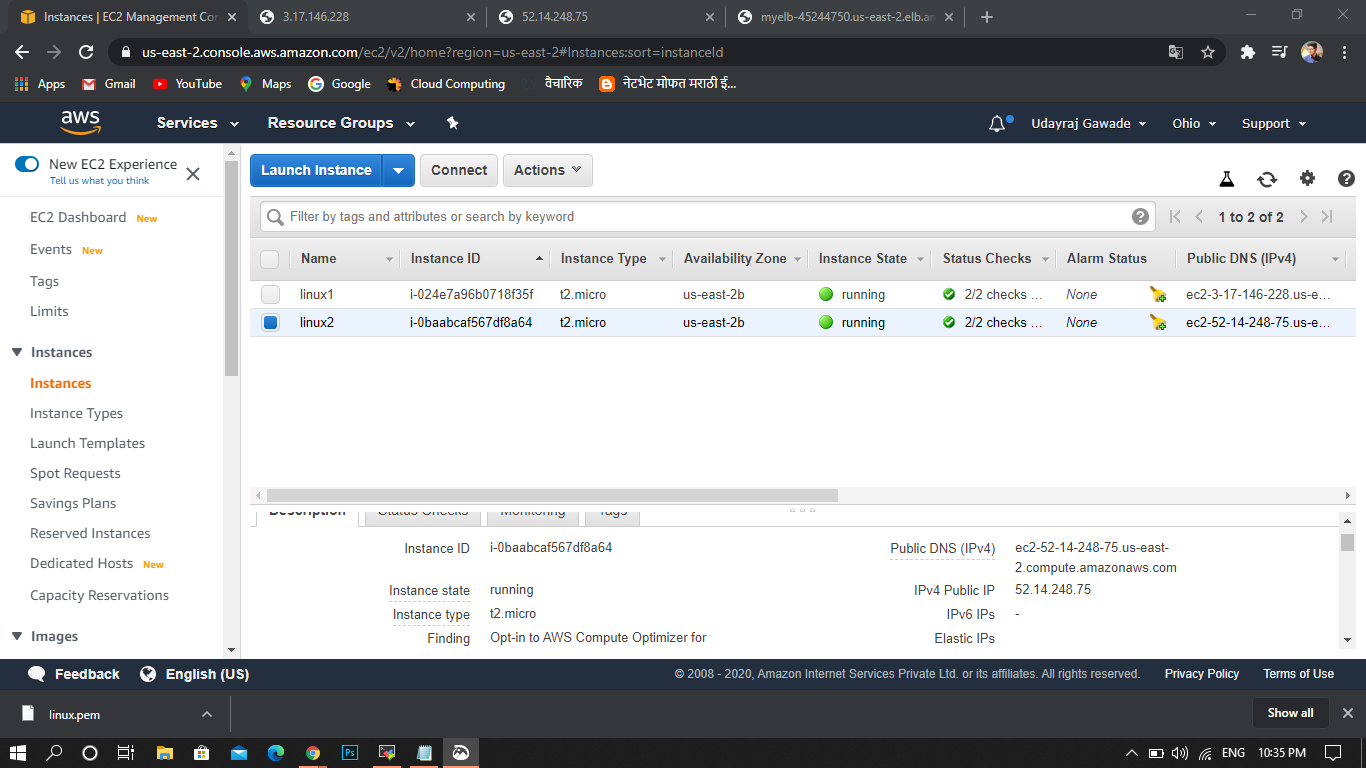 Instances | EC2 Management Con
3.17.146.228
52.14.248.75
myelb-45244750.us-east-2.elb.am
us-east-2.console.aws.amazon.com/ec2/v2/home?region=us-east-2#Instances:sort=instanceId
Apps Gmail YouTube Maps Google Cloud Computing वैचारिक नेटभेट मोफत मराठी ई...
aws Services Resource Groups Udayraj Gawade Ohio Support
New EC2 Experience
Tell us what you think
EC2 Dashboard New
Events New
Tags
Limits
Instances
Instances
Instance Types
Launch Templates
Spot Requests
Savings Plans
Reserved Instances
Dedicated Hosts New
Capacity Reservations
Images
Launch Instance Connect Actions
Filter by tags and attributes or search by keyword
1 to 2 of 2
Name Instance ID Instance Type Availability Zone Instance State Status Checks Alarm Status Public DNS (IPv4)
linux1 i-024e7a96b0718f35f t2.micro us-east-2b running 2/2 checks ... None ec2-3-17-146-228.us-e...
linux2 i-0baabcaf567df8a64 t2.micro us-east-2b running 2/2 checks ... None ec2-52-14-248-75.us-e...
Description Status Checks Monitoring Tags
Instance ID i-0baabcaf567df8a64
Instance state running
Instance type t2.micro
Finding Opt-in to AWS Compute Optimizer for
Public DNS (IPv4) ec2-52-14-248-75.us-east-
2.compute.amazonaws.com
IPv4 Public IP 52.14.248.75
IPv6 IPs -
Elastic IPs
Feedback English (US) © 2008 - 2020, Amazon Internet Services Private Ltd. or its affiliates. All rights reserved. Privacy Policy Terms of Use
linux.pem Show all
Ps ENG 10:35 PM